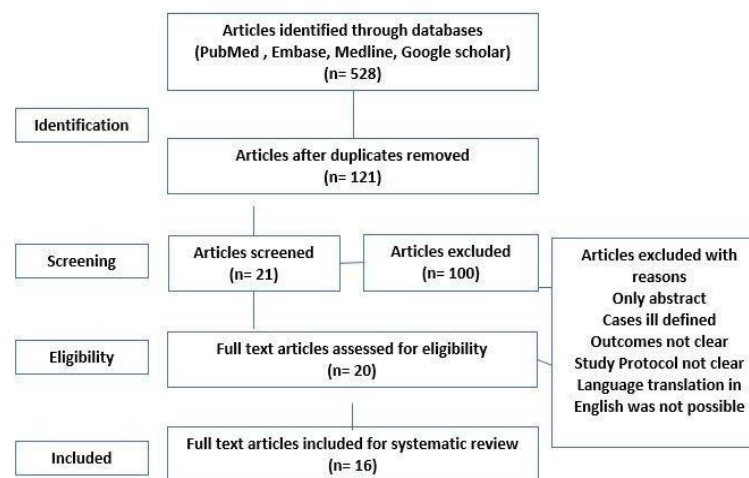 Articles identified through databases
(PubMed , Embase, Medline, Google scholar)
(n= 528)
Identification
Articles after duplicates removed
(n= 121)
Screening
Articles screened
(n= 21)
Articles excluded
(n= 100)
Articles excluded with
reasons
Only abstract
Cases ill defined
Outcomes not clear
Study Protocol not clear
Language translation in
English was not possible
Eligibility
Full text articles assessed for eligibility
(n= 20)
Included
Full text articles included for systematic review
(n= 16)